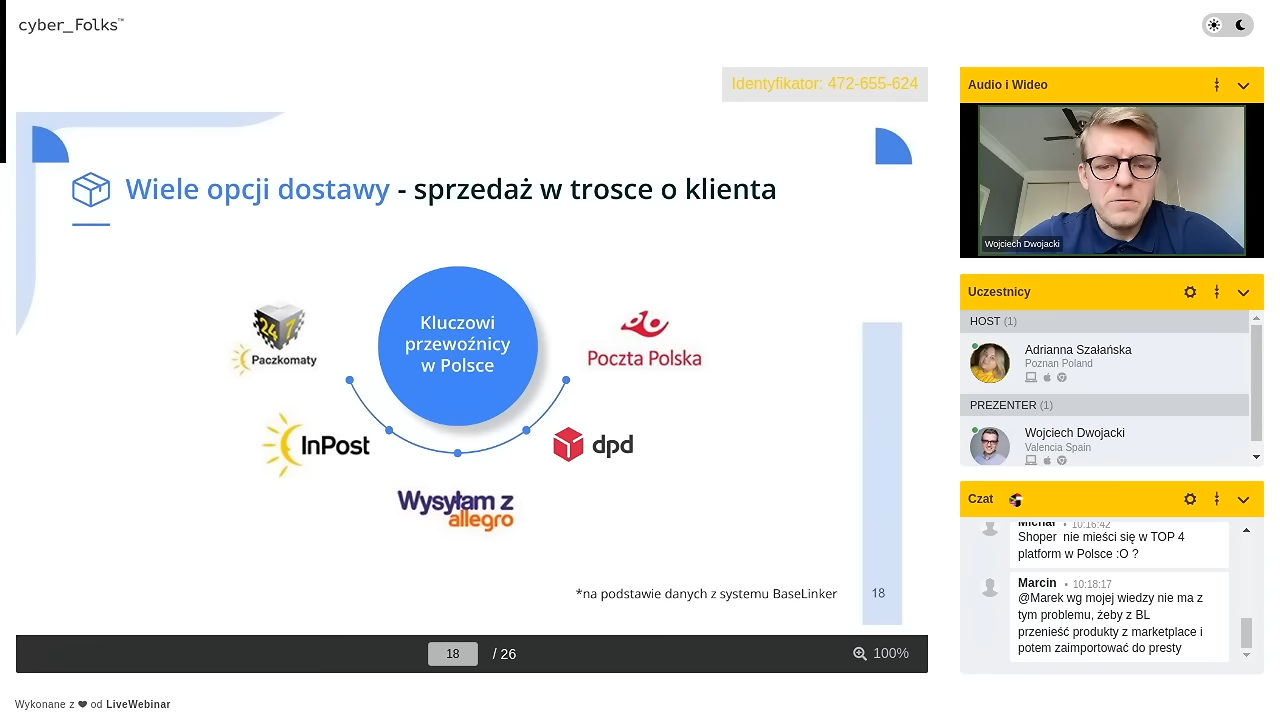 cyber_Folks™
Identyfikator: 472-655-624
Wiele opcji dostawy - sprzedaż w trosce o klienta
Kluczowi
przewoźnicy
w Polsce
24 7
Paczkomaty
Poczta Polska
InPost
dpd
Wysyłam z
allegro
*na podstawie danych z systemu BaseLinker
18
18 / 26
100%
Wykonane z ❤ od LiveWebinar
Audio i Wideo
Wojciech Dwojacki
Uczestnicy
HOST (1)
Adrianna Szałańska
Poznan Poland
PREZENTER (1)
Wojciech Dwojacki
Valencia Spain
Czat
Michał • 10:16:42
Shoper nie mieści się w TOP 4
platform w Polsce :O ?
Marcin • 10:18:17
@Marek wg mojej wiedzy nie ma z
tym problemu, żeby z BL
przenieść produkty z marketplace i
potem zaimportować do presty